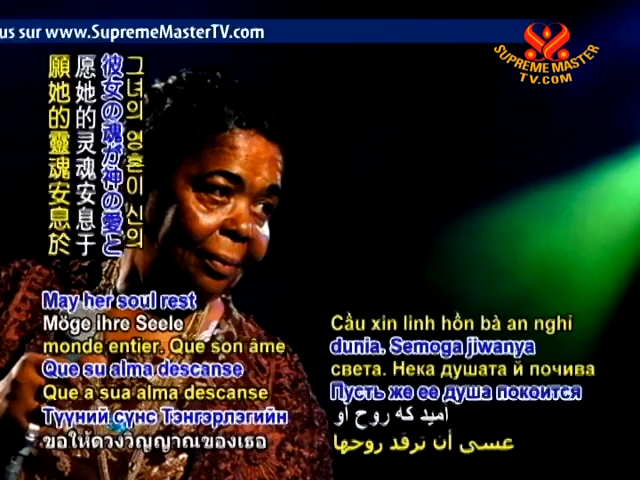 us sur www.SupremeMasterTV.com
SUPREME MASTER
TV.COM
願她的靈魂安息於
愿她的灵魂安息于
彼女の魂が神の愛と
그녀의 영혼이 신의
May her soul rest
Möge ihre Seele
monde entier. Que son âme
Que su alma descanse
Que a sua alma descanse
Түүний сүнс Тэнгэрлэгийн
ขอให้ดวงวิญญาณของเธอ
Cầu xin linh hồn bà an nghỉ
dunia. Semoga jiwanya
света. Нека душата й почива
Пусть же ее душа покоится
امید که روح او
عسى أن ترقد روحها